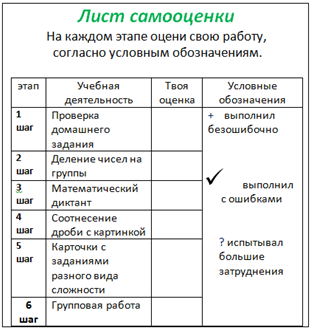 Лист самооценки
На каждом этапе оцени свою работу,
согласно условным обозначениям.
этап Учебная деятельность Твоя оценка Условные обозначения
1 шаг Проверка домашнего задания
2 шаг Деление чисел на группы
3 шаг Математический диктант
4 шаг Соотнесение дроби с картинкой
5 шаг Карточки с заданиями разного вида сложности
6 шаг Групповая работа
+ выполнил
безошибочно
✓ выполнил
с ошибками
? испытывал
большие
затруднения